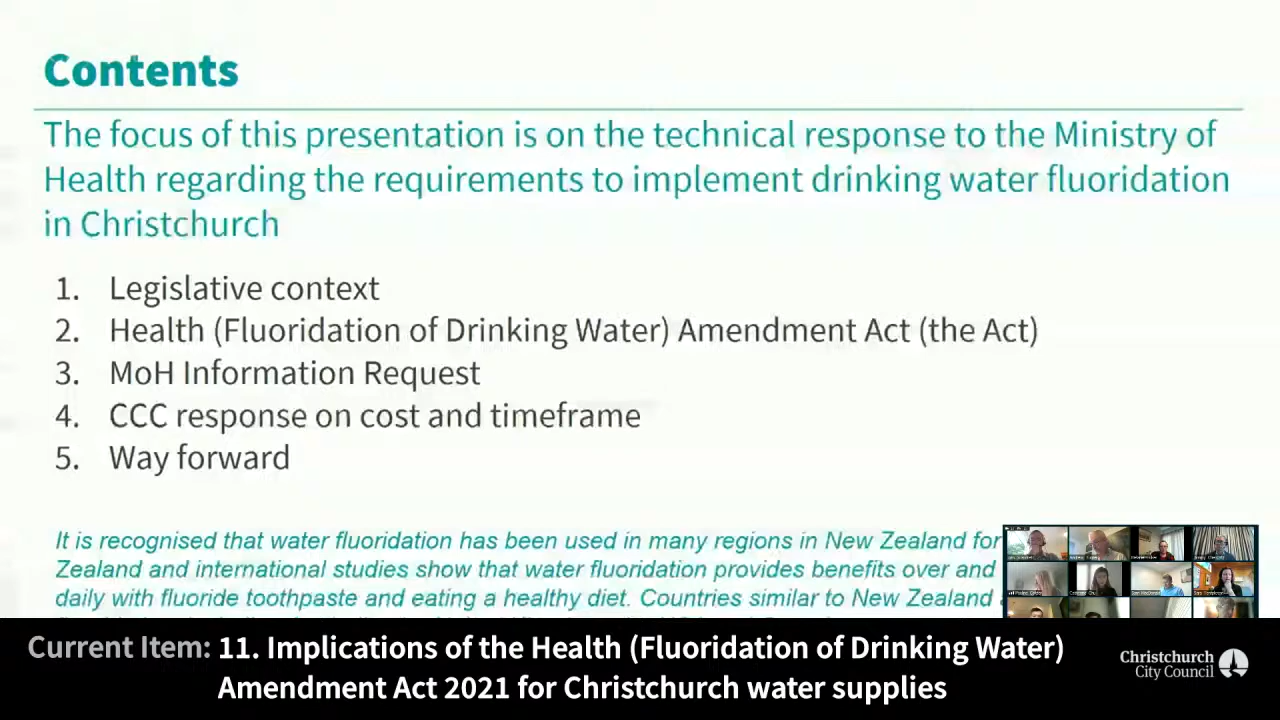 Contents
The focus of this presentation is on the technical response to the Ministry of
Health regarding the requirements to implement drinking water fluoridation
in Christchurch
1. Legislative context
2. Health (Fluoridation of Drinking Water) Amendment Act (the Act)
3. MoH Information Request
4. CCC response on cost and timeframe
5. Way forward
It is recognised that water fluoridation has been used in many regions in New Zealand for
Zealand and international studies show that water fluoridation provides benefits over and
daily with fluoride toothpaste and eating a healthy diet. Countries similar to New Zealand
Current Item: 11. Implications of the Health (Fluoridation of Drinking Water)
Amendment Act 2021 for Christchurch water supplies
Christchurch
City Council